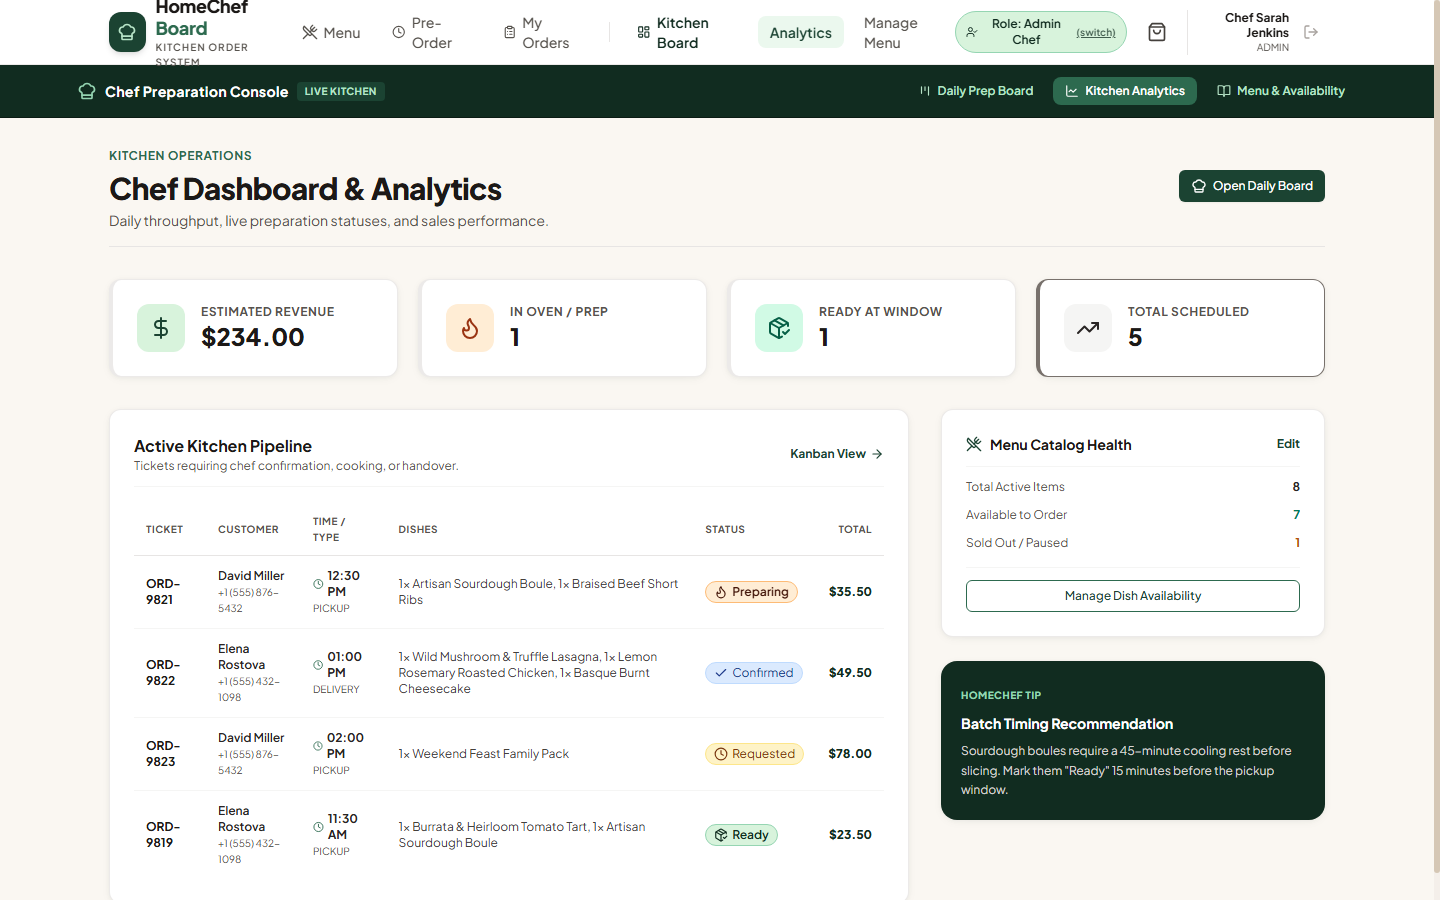 HomeChef
Board
KITCHEN ORDER
SYSTEM
Menu
Pre-
Order
My
Orders
Kitchen
Board
Analytics
Manage
Menu
Role: Admin
Chef
(switch)
Chef Sarah
Jenkins
ADMIN
Chef Preparation Console
LIVE KITCHEN
Daily Prep Board
Kitchen Analytics
Menu & Availability
KITCHEN OPERATIONS
Chef Dashboard & Analytics
Daily throughput, live preparation statuses, and sales performance.
Open Daily Board
ESTIMATED REVENUE
$234.00
IN OVEN / PREP
1
READY AT WINDOW
1
TOTAL SCHEDULED
5
Active Kitchen Pipeline
Tickets requiring chef confirmation, cooking, or handover.
Kanban View →
TICKET
CUSTOMER
TIME /
TYPE
DISHES
STATUS
TOTAL
ORD-
9821
David Miller
+1 (555) 876-
5432
12:30
PM
PICKUP
1× Artisan Sourdough Boule, 1× Braised Beef Short
Ribs
Preparing
$35.50
ORD-
9822
Elena
Rostova
+1 (555) 432-
1098
01:00
PM
DELIVERY
1× Wild Mushroom & Truffle Lasagna, 1× Lemon
Rosemary Roasted Chicken, 1× Basque Burnt
Cheesecake
Confirmed
$49.50
ORD-
9823
David Miller
+1 (555) 876-
5432
02:00
PM
PICKUP
1× Weekend Feast Family Pack
Requested
$78.00
ORD-
9819
Elena
Rostova
+1 (555) 432-
1098
11:30
AM
PICKUP
1× Burrata & Heirloom Tomato Tart, 1× Artisan
Sourdough Boule
Ready
$23.50
Menu Catalog Health
Edit
Total Active Items
8
Available to Order
7
Sold Out / Paused
1
Manage Dish Availability
HOMECHEF TIP
Batch Timing Recommendation
Sourdough boules require a 45-minute cooling rest before
slicing. Mark them "Ready" 15 minutes before the pickup
window.